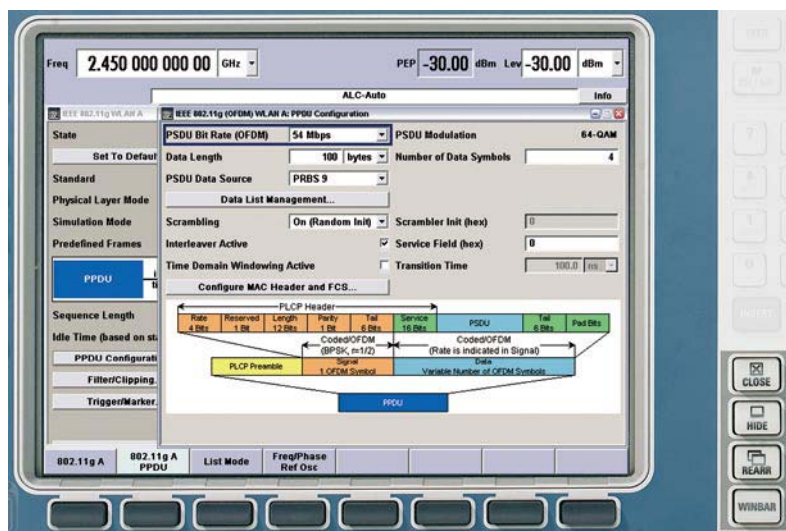 Freq 2.450 000 000 00 GHz PEP -30.00 dBm Lev -30.00 dBm
ALC-Auto Info
IEEE 802.11g WLAN A
IEEE 802.11g (OFDM) WLAN A: PPDU Configuration
State
Set To Defaul
Standard
Physical Layer Mode
Simulation Mode
Predefined Frames
PPDU
Sequence Length
Idle Time (based on sta
PPDU Configurati
Filter/Clipping.
Trigger/Marker.
PSDU Bit Rate (OFDM) 54 Mbps PSDU Modulation 64-QAM
Data Length 100 bytes Number of Data Symbols 4
PSDU Data Source PRBS 9
Data List Management...
Scrambling On (Random Init) Scrambler Init (hex) 0
Interleaver Active Service Field (hex) 0
Time Domain Windowing Active Transition Time 100.0 ns
Configure MAC Header and FCS...
PLCP Header
Rate Reserved Length Parity Tail Service PSDU Tail Pad Bits
4 Bits 1 Bit 12 Bits 1 Bit 6 Bits 16 Bits 6 Bits
Coded/OFDM Coded/OFDM
(BPSK, r=1/2) (Rate is indicated in Signal)
PLCP Preamble Signal Data
1 OFDM Symbol Variable Number of OFDM Symbols
PPDU
802.11g A 802.11g A PPDU List Mode Freq/Phase Ref Osc
CLOSE
HIDE
REARR
WINBAR